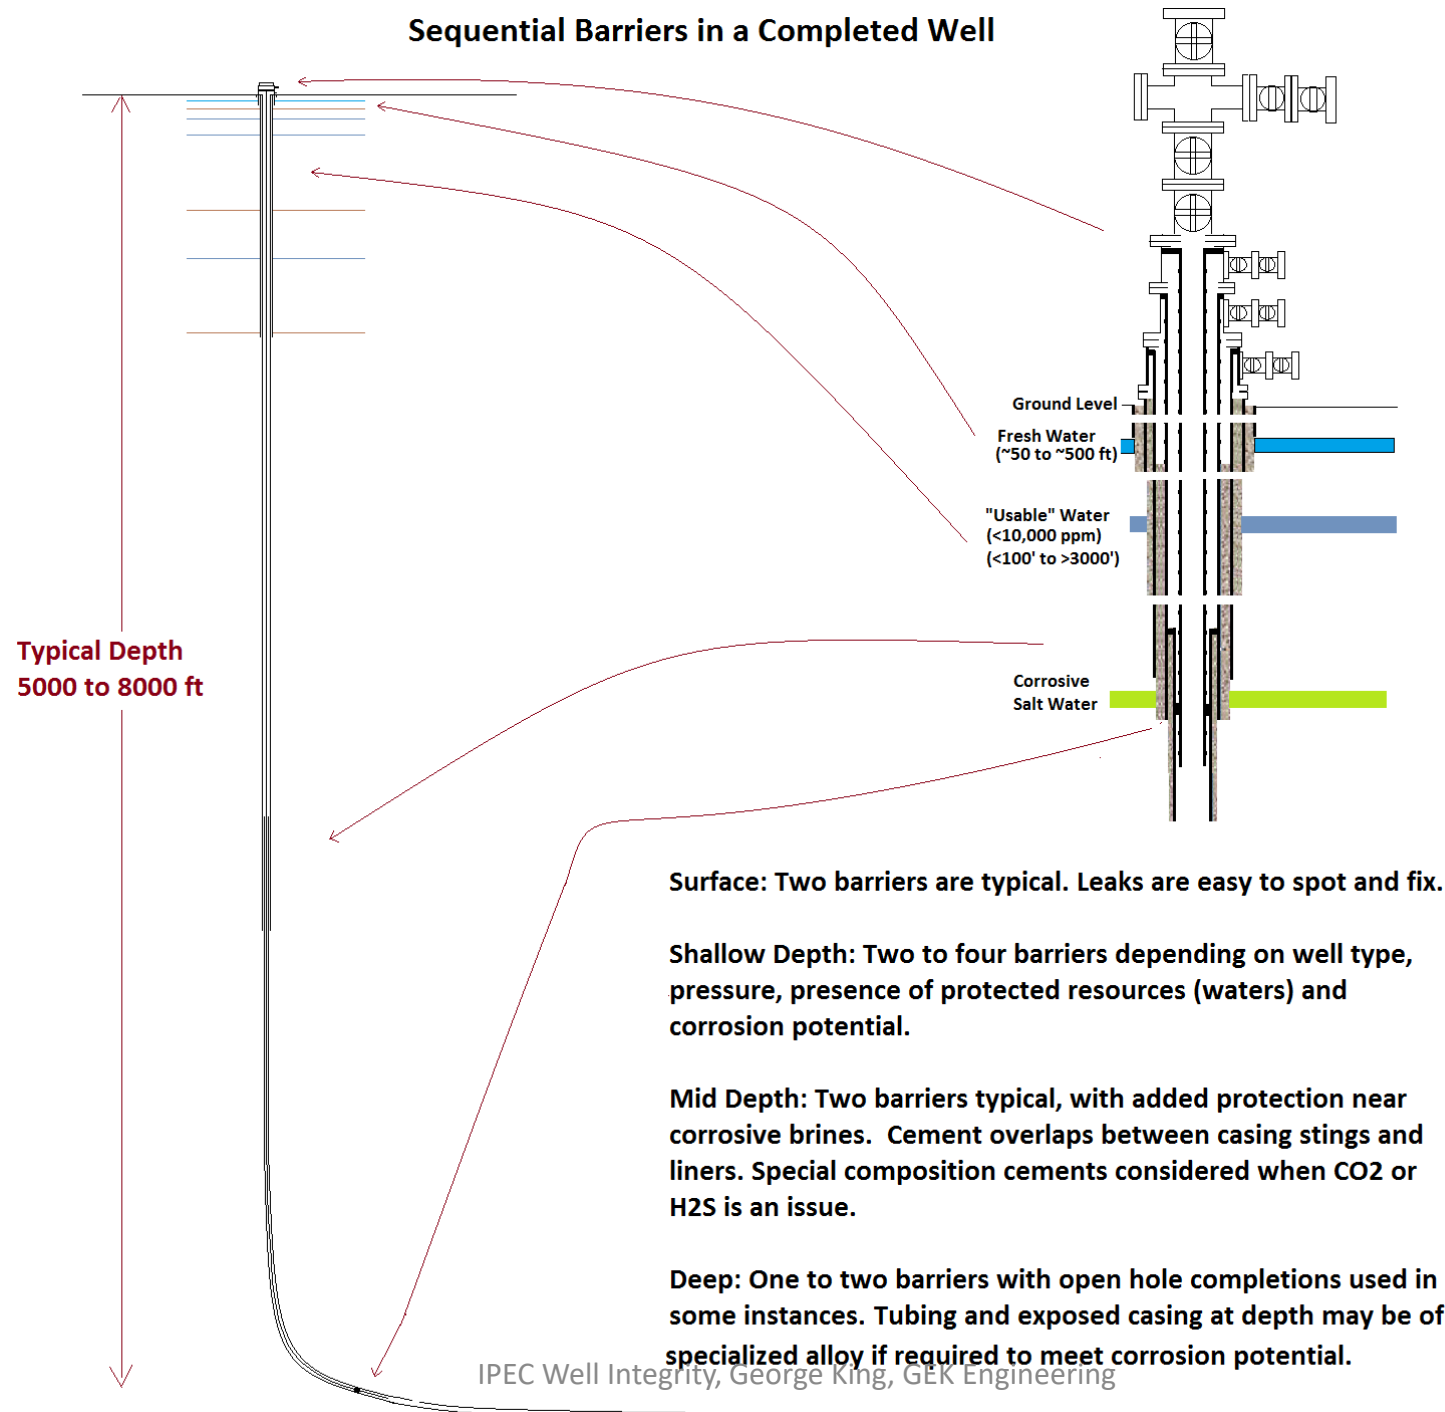 Sequential Barriers in a Completed Well
Ground Level
Fresh Water
(~50 to ~500 ft)
"Usable" Water
(<10,000 ppm)
(<100' to >3000')
Typical Depth
5000 to 8000 ft
Corrosive
Salt Water
Surface: Two barriers are typical. Leaks are easy to spot and fix.
Shallow Depth: Two to four barriers depending on well type,
pressure, presence of protected resources (waters) and
corrosion potential.
Mid Depth: Two barriers typical, with added protection near
corrosive brines. Cement overlaps between casing stings and
liners. Special composition cements considered when CO2 or
H2S is an issue.
Deep: One to two barriers with open hole completions used in
some instances. Tubing and exposed casing at depth may be of
specialized alloy if required to meet corrosion potential.
IPEC Well Integrity, George King, GEK Engineering